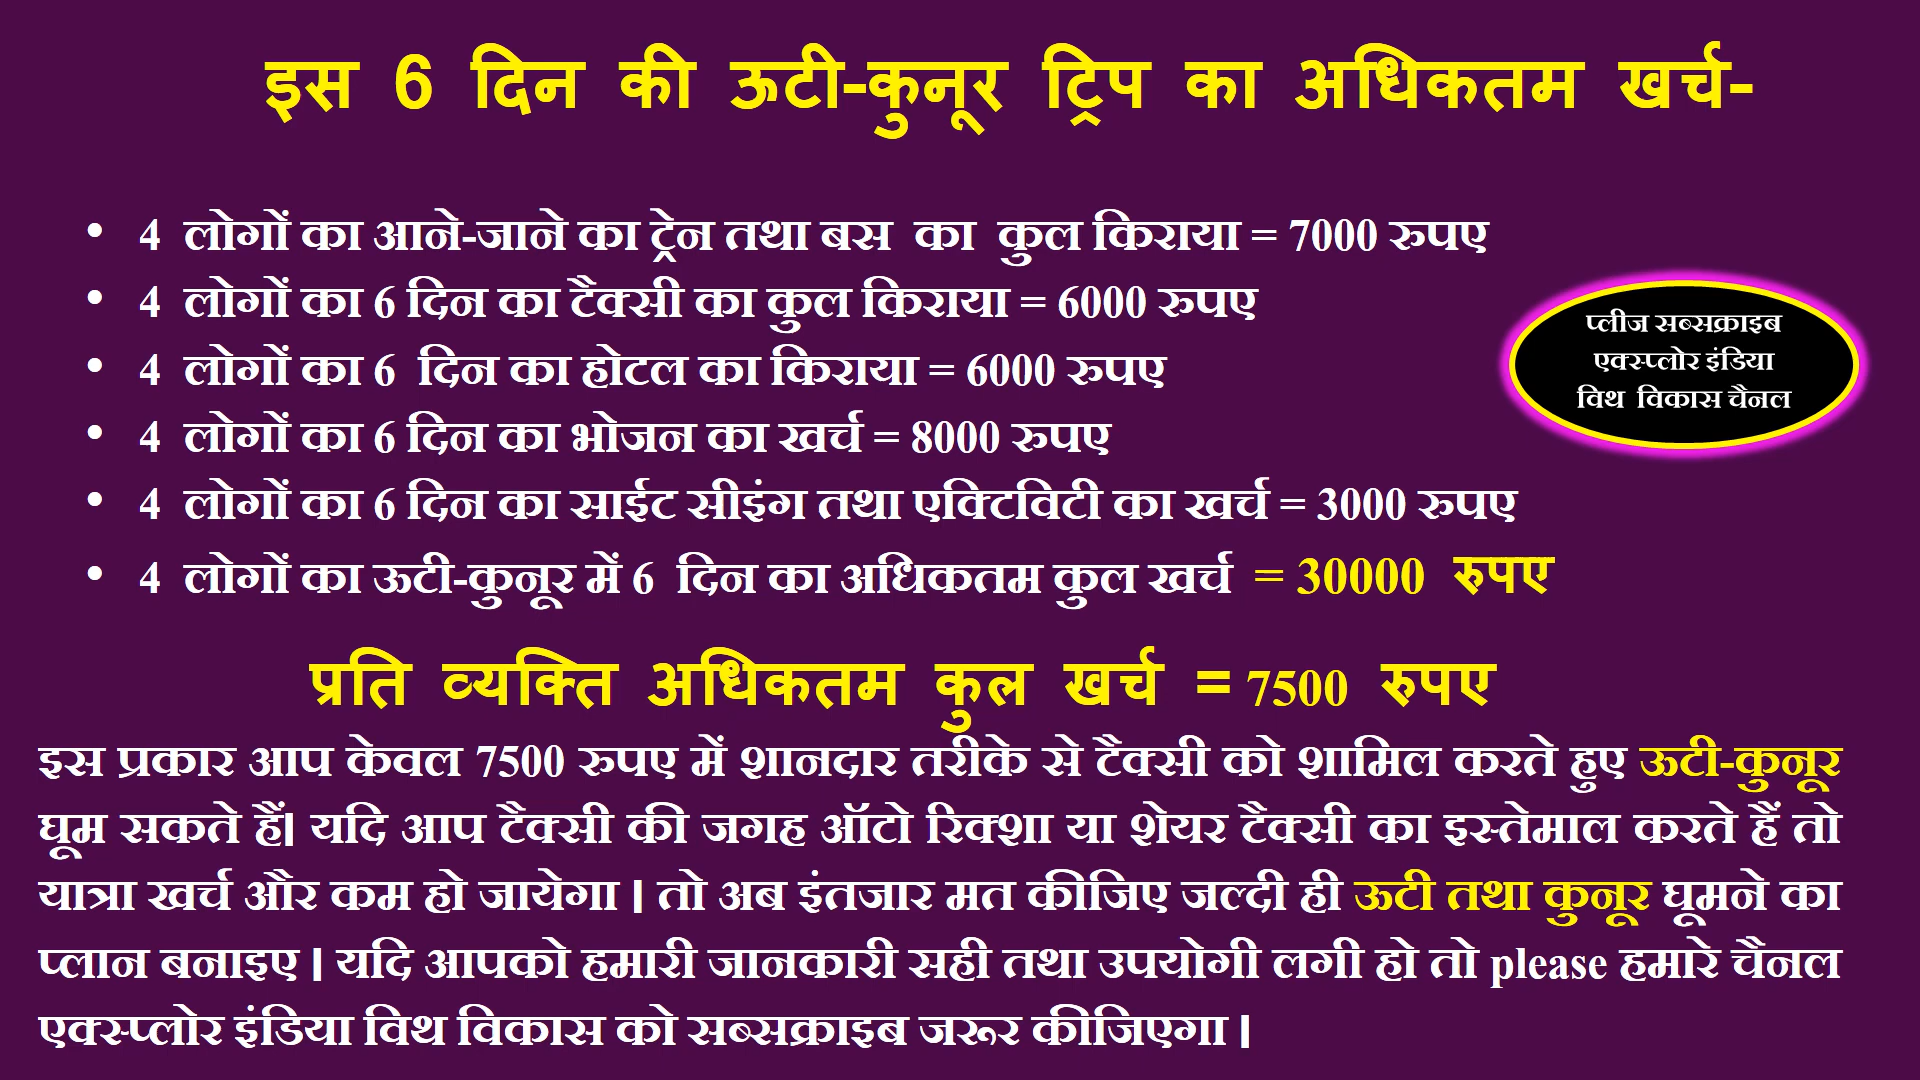 इस 6 दिन की ऊटी-कुनूर ट्रिप का अधिकतम खर्च-
• 4 लोगों का आने-जाने का ट्रेन तथा बस का कुल किराया = 7000 रुपए
• 4 लोगों का 6 दिन का टैक्सी का कुल किराया = 6000 रुपए
• 4 लोगों का 6 दिन का होटल का किराया = 6000 रुपए
• 4 लोगों का 6 दिन का भोजन का खर्च = 8000 रुपए
• 4 लोगों का 6 दिन का साईट सीइंग तथा एक्टिविटी का खर्च = 3000 रुपए
• 4 लोगों का ऊटी-कुनूर में 6 दिन का अधिकतम कुल खर्च = 30000 रुपए
प्लीज सब्सक्राइब
एक्स्प्लोर इंडिया
विथ विकास चैनल
प्रति व्यक्ति अधिकतम कुल खर्च = 7500 रुपए
इस प्रकार आप केवल 7500 रुपए में शानदार तरीके से टैक्सी को शामिल करते हुए ऊटी-कुनूर
घूम सकते हैं। यदि आप टैक्सी की जगह ऑटो रिक्शा या शेयर टैक्सी का इस्तेमाल करते हैं तो
यात्रा खर्च और कम हो जायेगा । तो अब इंतजार मत कीजिए जल्दी ही ऊटी तथा कुनूर घूमने का
प्लान बनाइए । यदि आपको हमारी जानकारी सही तथा उपयोगी लगी हो तो please हमारे चैनल
एक्स्प्लोर इंडिया विथ विकास को सब्सक्राइब जरूर कीजिएगा ।